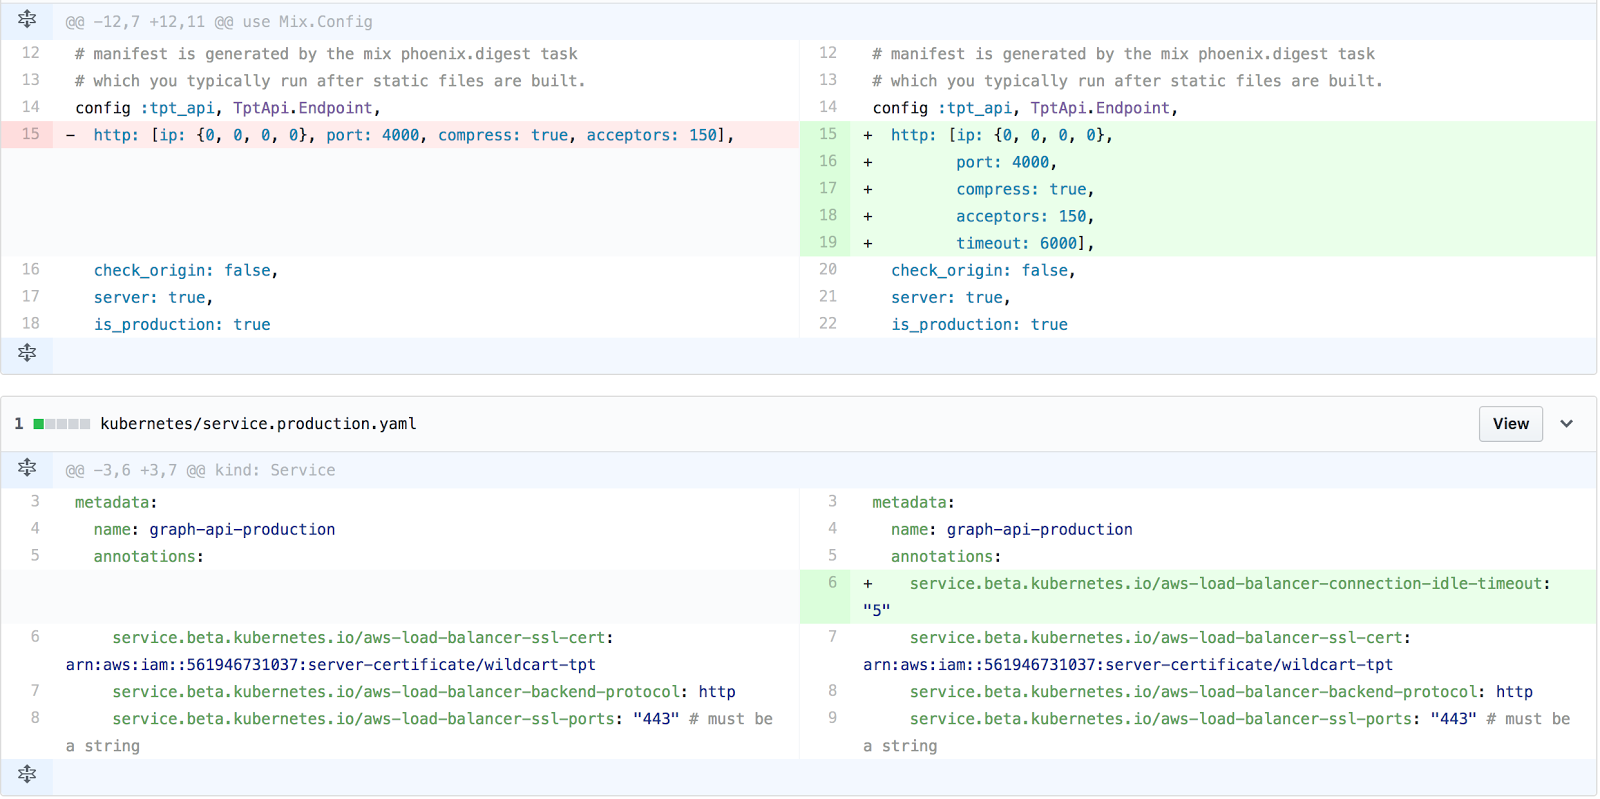 @@ -12,7 +12,11 @@ use Mix.Config
12 # manifest is generated by the mix phoenix.digest task
13 # which you typically run after static files are built.
14 config :tpt_api, TptApi.Endpoint,
15 - http: [ip: {0, 0, 0, 0}, port: 4000, compress: true, acceptors: 150],
16 check_origin: false,
17 server: true,
18 is_production: true
12 # manifest is generated by the mix phoenix.digest task
13 # which you typically run after static files are built.
14 config :tpt_api, TptApi.Endpoint,
15 + http: [ip: {0, 0, 0, 0},
16 + port: 4000,
17 + compress: true,
18 + acceptors: 150,
19 + timeout: 6000],
20 check_origin: false,
21 server: true,
22 is_production: true
1 kubernetes/service.production.yaml
View
@@ -3,6 +3,7 @@ kind: Service
3 metadata:
4 name: graph-api-production
5 annotations:
6 service.beta.kubernetes.io/aws-load-balancer-ssl-cert:
arn:aws:iam::561946731037:server-certificate/wildcart-tpt
7 service.beta.kubernetes.io/aws-load-balancer-backend-protocol: http
8 service.beta.kubernetes.io/aws-load-balancer-ssl-ports: "443" # must be
a string
3 metadata:
4 name: graph-api-production
5 annotations:
6 + service.beta.kubernetes.io/aws-load-balancer-connection-idle-timeout:
"5"
7 service.beta.kubernetes.io/aws-load-balancer-ssl-cert:
arn:aws:iam::561946731037:server-certificate/wildcart-tpt
8 service.beta.kubernetes.io/aws-load-balancer-backend-protocol: http
9 service.beta.kubernetes.io/aws-load-balancer-ssl-ports: "443" # must be
a string